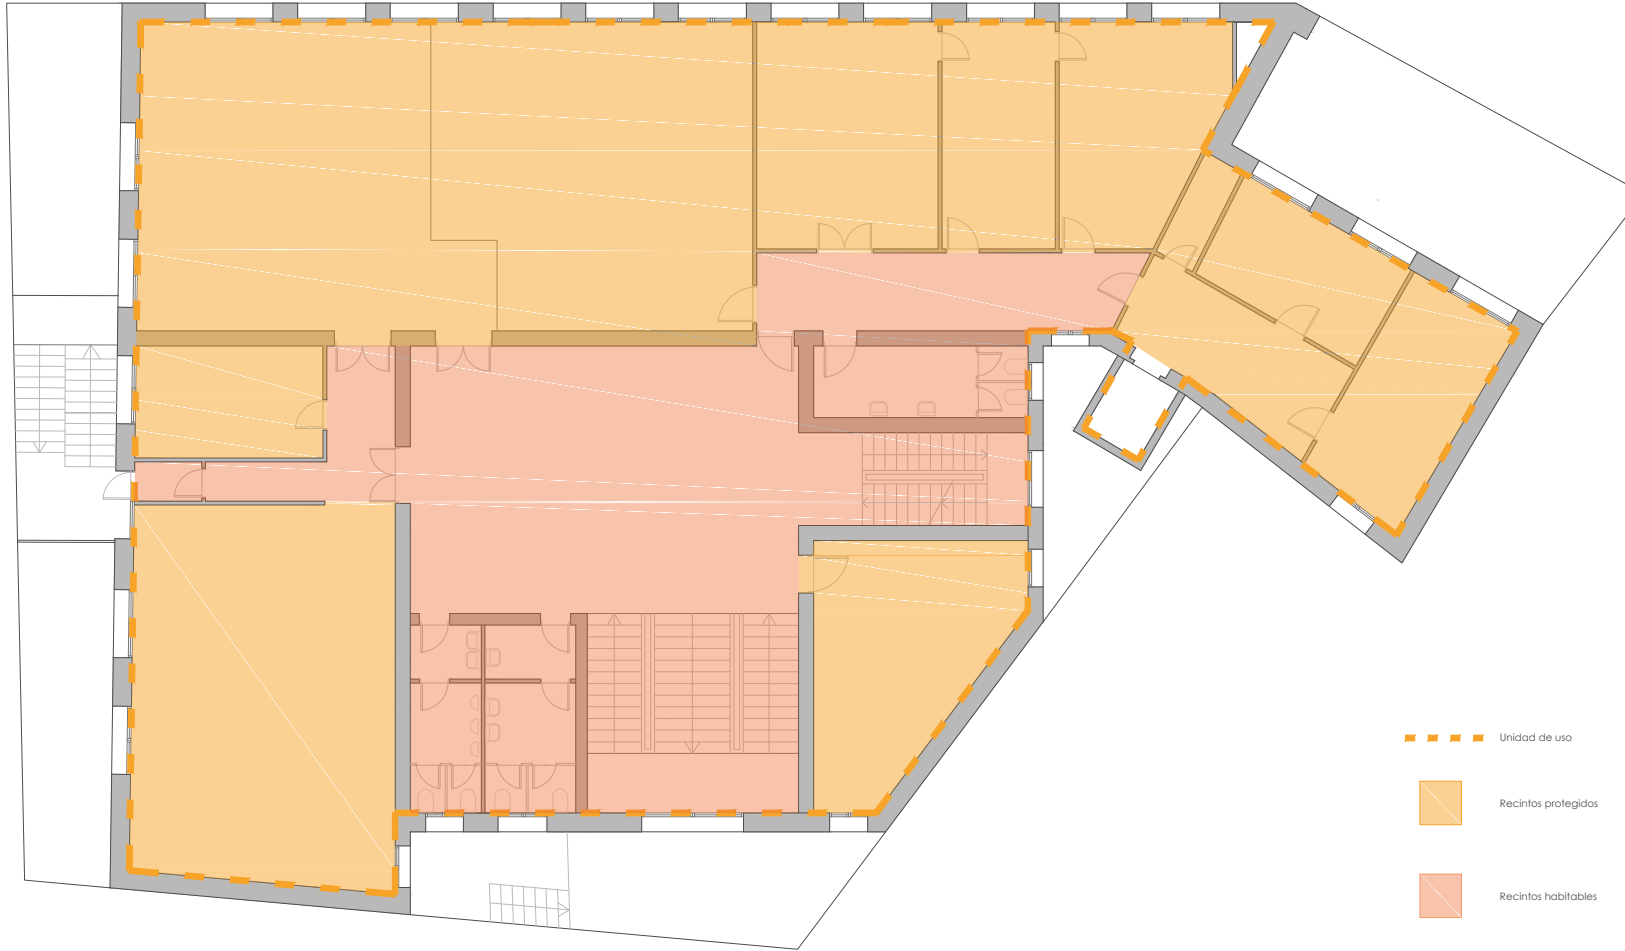 Unidad de uso
Recintos protegidos
Recintos habitables